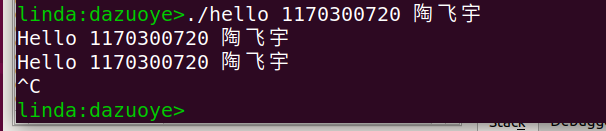 linda:dazuoye>./hello 1170300720 陶飞宇
Hello 1170300720 陶飞宇
Hello 1170300720 陶飞宇
^C
linda:dazuoye>
Stack